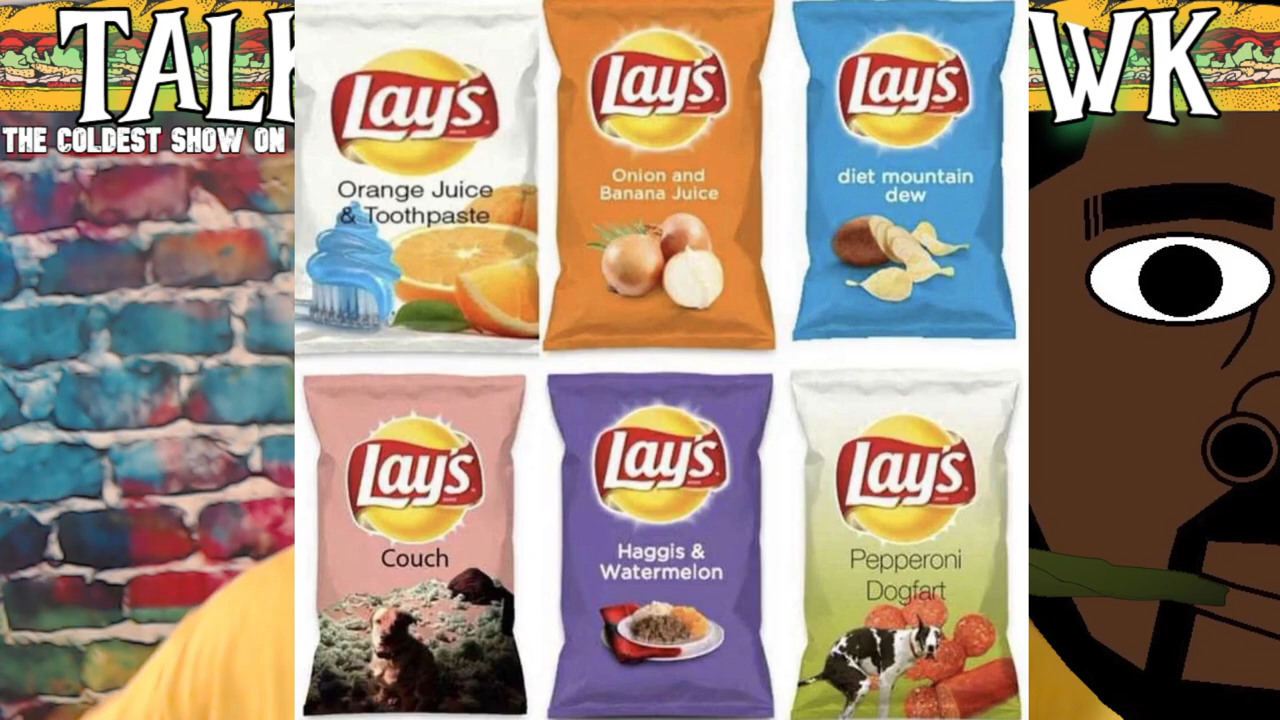 TALK
WK
THE COLDEST SHOW ON
Lay's
Orange Juice
& Toothpaste
Lay's
Onion and
Banana Juice
Lay's
diet mountain
dew
Lay's
Couch
Lay's
Haggis &
Watermelon
Lay's
Pepperoni
Dogfart